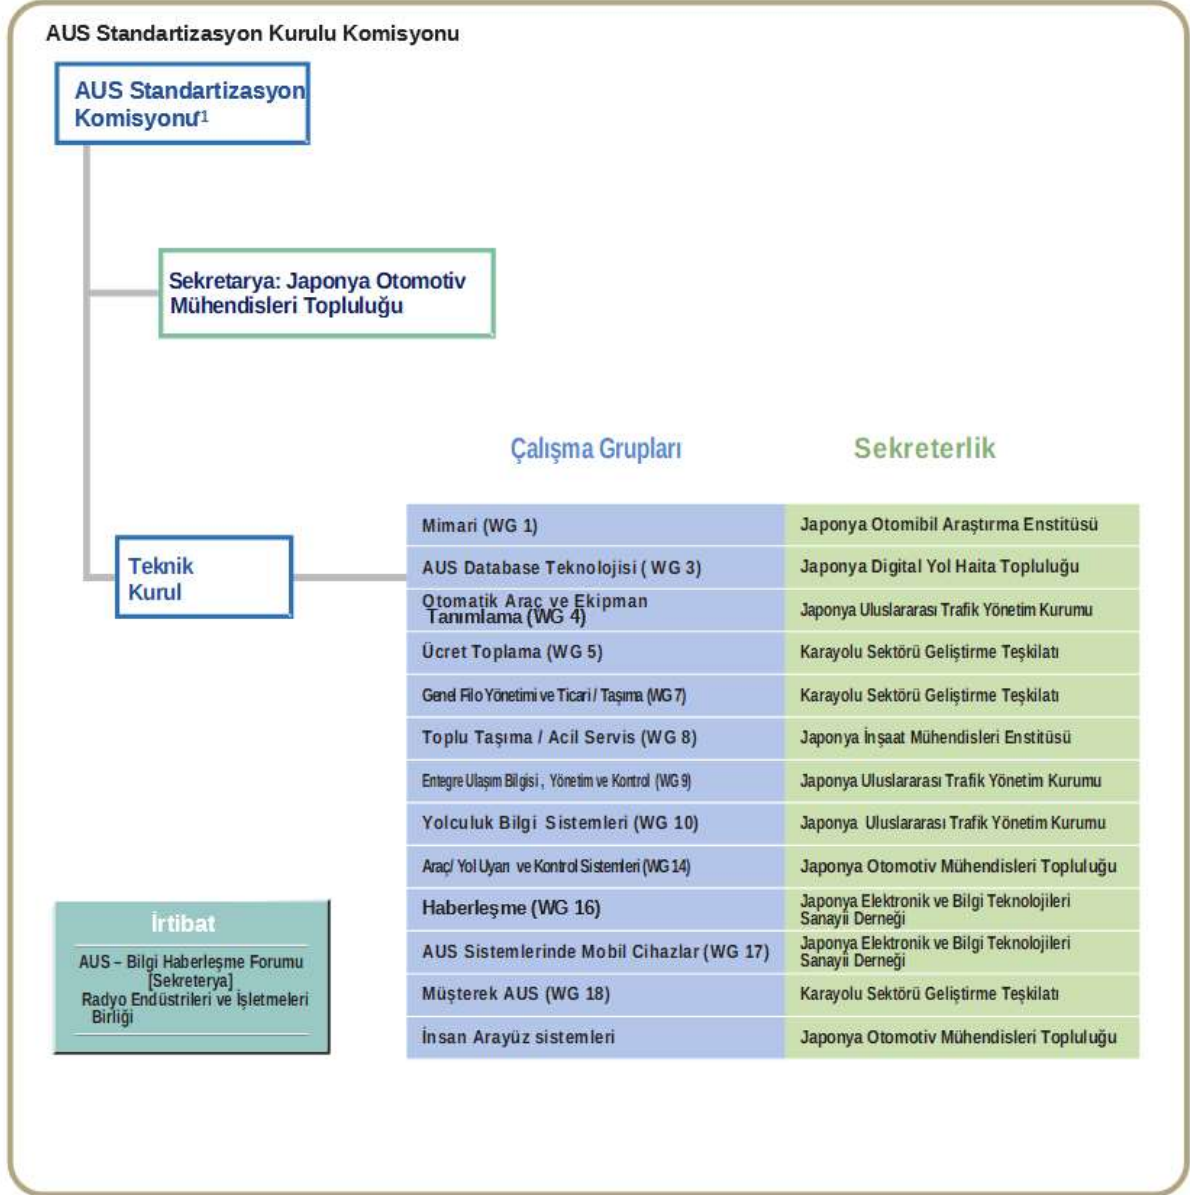 AUS Standartizasyon Kurulu Komisyonu
AUS Standartizasyon
Komisyonu*1
Sekretarya: Japonya Otomotiv
Mühendisleri Topluluğu
Çalışma Grupları Sekreterlik
Teknik
Kurul
Mimari (WG 1) Japonya Otomibil Araştırma Enstitüsü
AUS Database Teknolojisi ( WG 3) Japonya Digital Yol Haita Topluluğu
Otomatik Araç ve Ekipman
Tanımlama (WG 4) Japonya Uluslararası Trafik Yönetim Kurumu
Ücret Toplama (WG 5) Karayolu Sektörü Geliştirme Teşkilatı
Genel Filo Yönetimi ve Ticari / Taşıma (WG 7) Karayolu Sektörü Geliştirme Teşkilatı
Toplu Taşıma / Acil Servis (WG 8) Japonya İnşaat Mühendisleri Enstitüsü
Entegre Ulaşım Bilgisi , Yönetim ve Kontrol (WG 9) Japonya Uluslararası Trafik Yönetim Kurumu
Yolculuk Bilgi Sistemleri (WG 10) Japonya Uluslararası Trafik Yönetim Kurumu
Araç/ Yol Uyarı ve Kontrol Sistemleri (WG 14) Japonya Otomotiv Mühendisleri Topluluğu
Haberleşme (WG 16) Japonya Elektronik ve Bilgi Teknolojileri
Sanayii Derneği
AUS Sistemlerinde Mobil Cihazlar (WG 17) Japonya Elektronik ve Bilgi Teknolojileri
Sanayii Derneği
Müşterek AUS (WG 18) Karayolu Sektörü Geliştirme Teşkilatı
İnsan Arayüz sistemleri Japonya Otomotiv Mühendisleri Topluluğu
İrtibat
AUS – Bilgi Haberleşme Forumu
[Sekreterya]
Radyo Endüstrileri ve İşletmeleri
Birliği